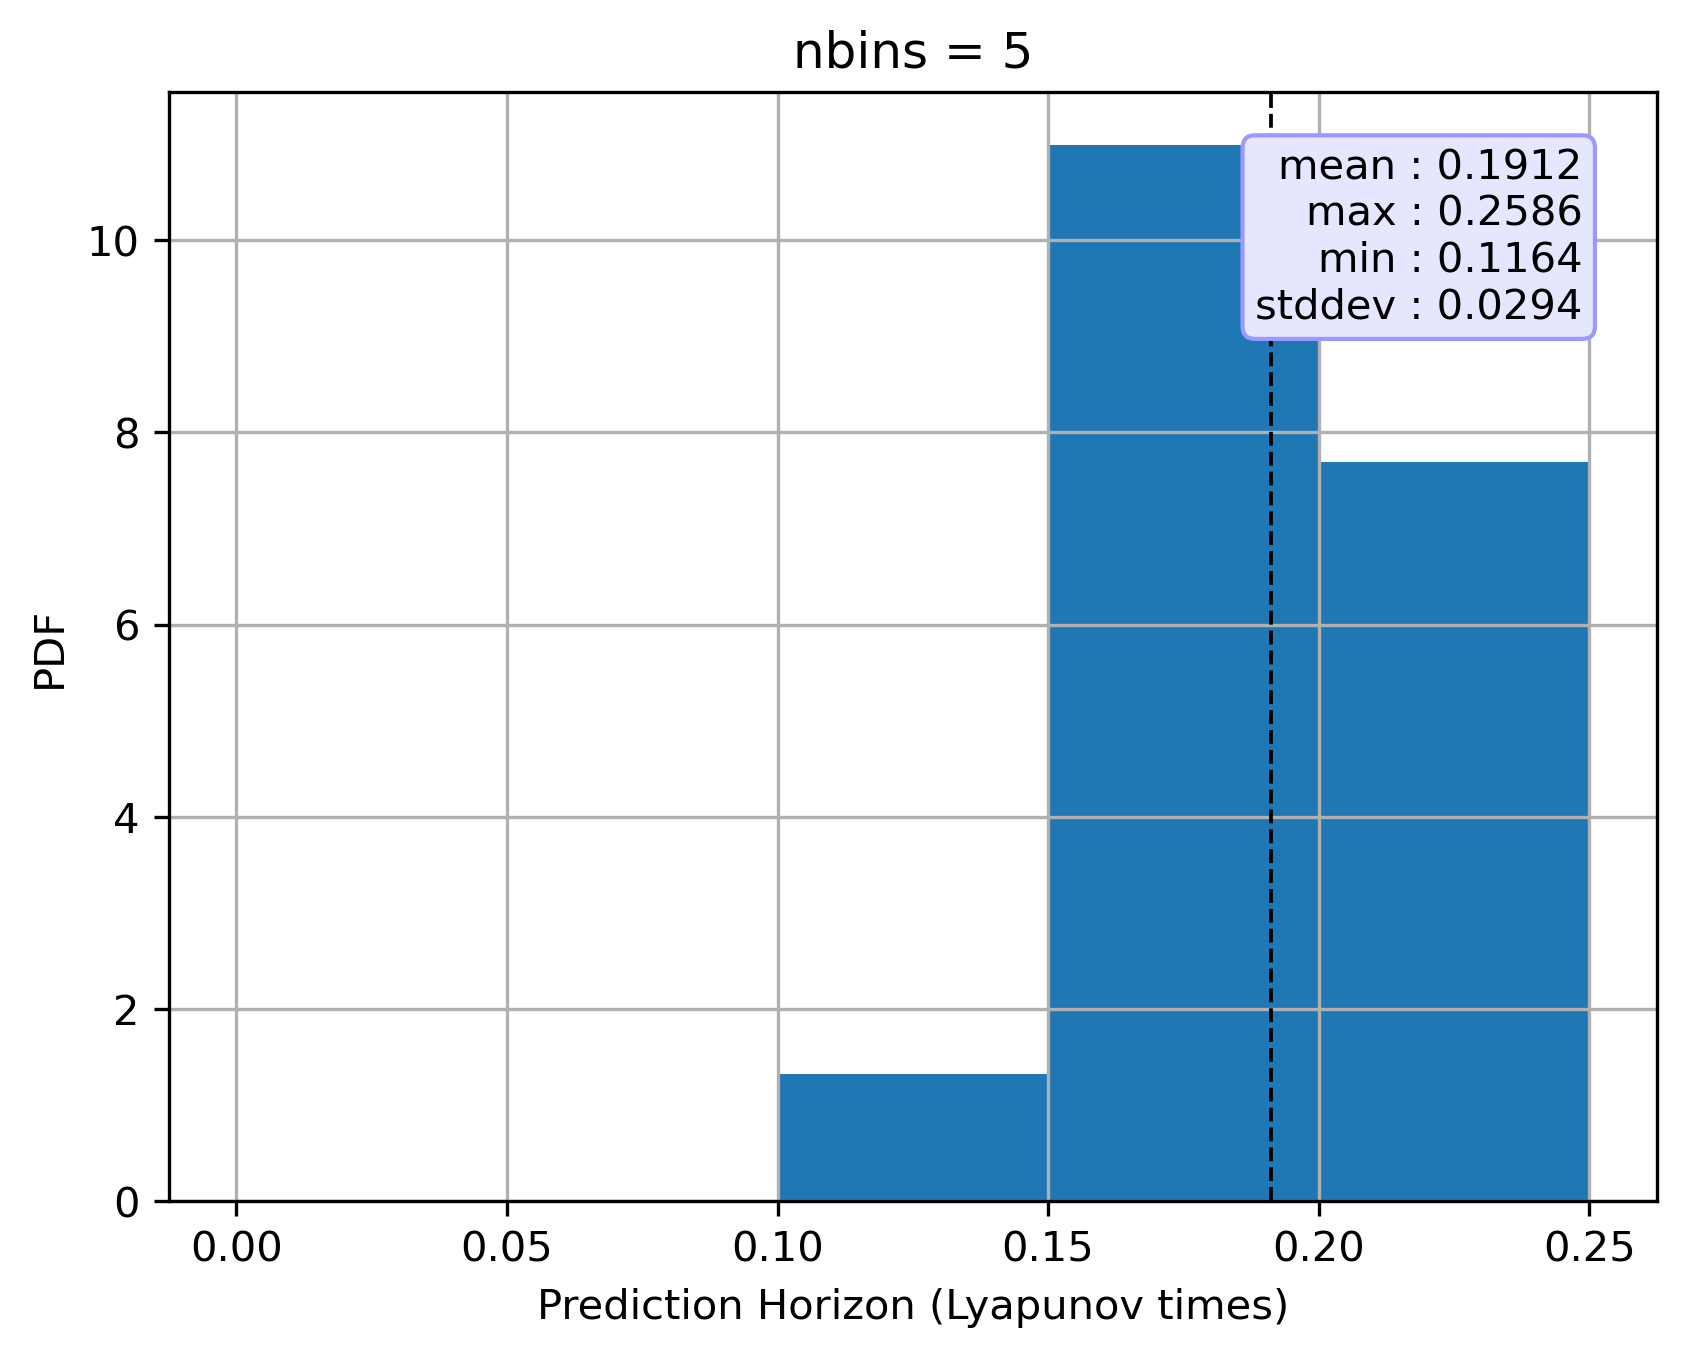 nbins = 5
mean : 0.1912
max : 0.2586
min : 0.1164
stddev : 0.0294
PDF
10
8
6
4
2
0
0.00 0.05 0.10 0.15 0.20 0.25
Prediction Horizon (Lyapunov times)